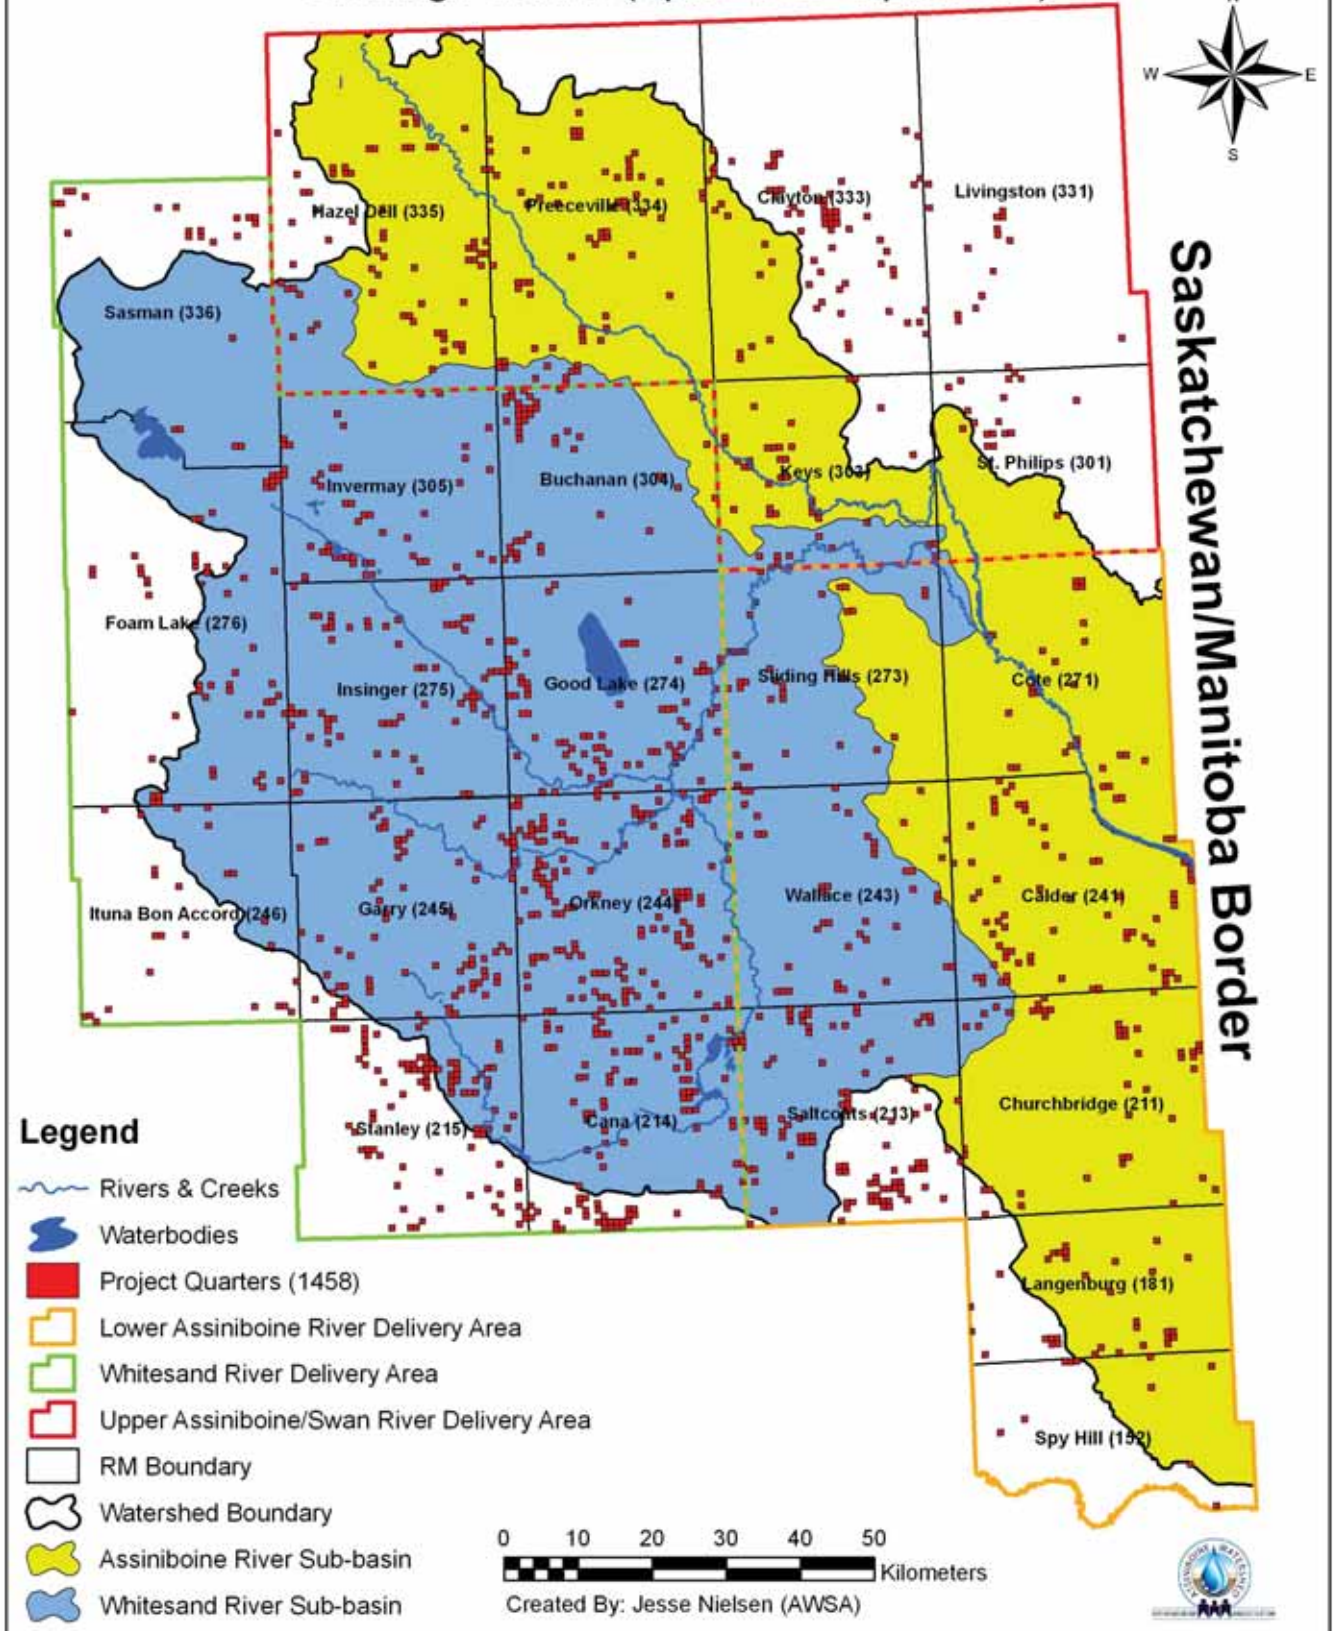 W
E
S
Livingston (331)
Clayton (333)
Hazel Dell (335)
Preeceville (334)
Sasman (336)
St. Philips (301)
Keys (303)
Buchanan (304)
Invermay (305)
Foam Lake (276)
Sliding Hills (273)
Cote (271)
Good Lake (274)
Insinger (275)
Saskatchewan/Manitoba Border
Wallace (243)
Calder (241)
Orkney (244)
Garry (245)
Ituna Bon Accord (246)
Churchbridge (211)
Saltcoats (213)
Cana (214)
Stanley (215)
Langenburg (181)
Spy Hill (152)
Legend
Rivers & Creeks
Waterbodies
Project Quarters (1458)
Lower Assiniboine River Delivery Area
Whitesand River Delivery Area
Upper Assiniboine/Swan River Delivery Area
RM Boundary
Watershed Boundary
Assiniboine River Sub-basin
Whitesand River Sub-basin
0 10 20 30 40 50
Kilometers
Created By: Jesse Nielsen (AWSA)
ASSINIBOINE WATERSHED